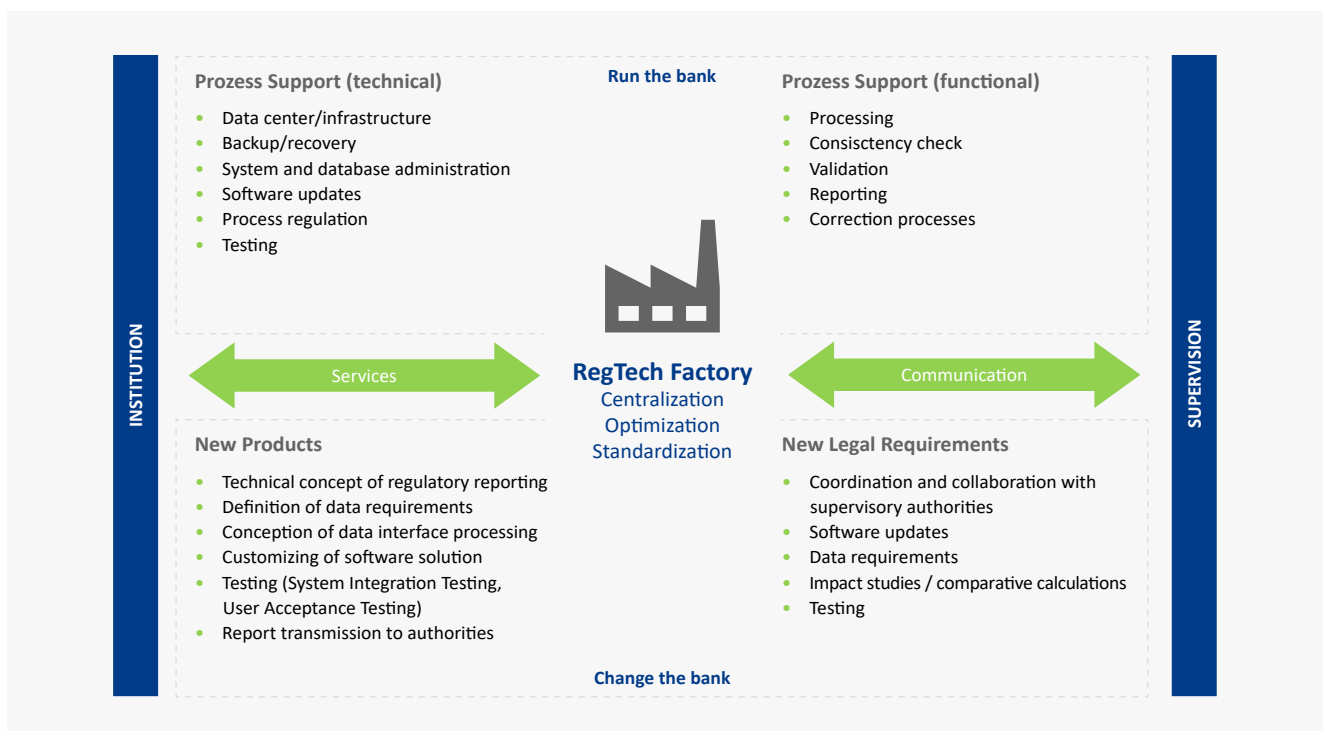 INSTITUTION
Prozess Support (technical)
• Data center/infrastructure
• Backup/recovery
• System and database administration
• Software updates
• Process regulation
• Testing
Run the bank
Prozess Support (functional)
• Processing
• Consisctency check
• Validation
• Reporting
• Correction processes
Services
RegTech Factory
Centralization
Optimization
Standardization
Communication
New Products
• Technical concept of regulatory reporting
• Definition of data requirements
• Conception of data interface processing
• Customizing of software solution
• Testing (System Integration Testing,
User Acceptance Testing)
• Report transmission to authorities
New Legal Requirements
• Coordination and collaboration with
supervisory authorities
• Software updates
• Data requirements
• Impact studies / comparative calculations
• Testing
Change the bank
SUPERVISION